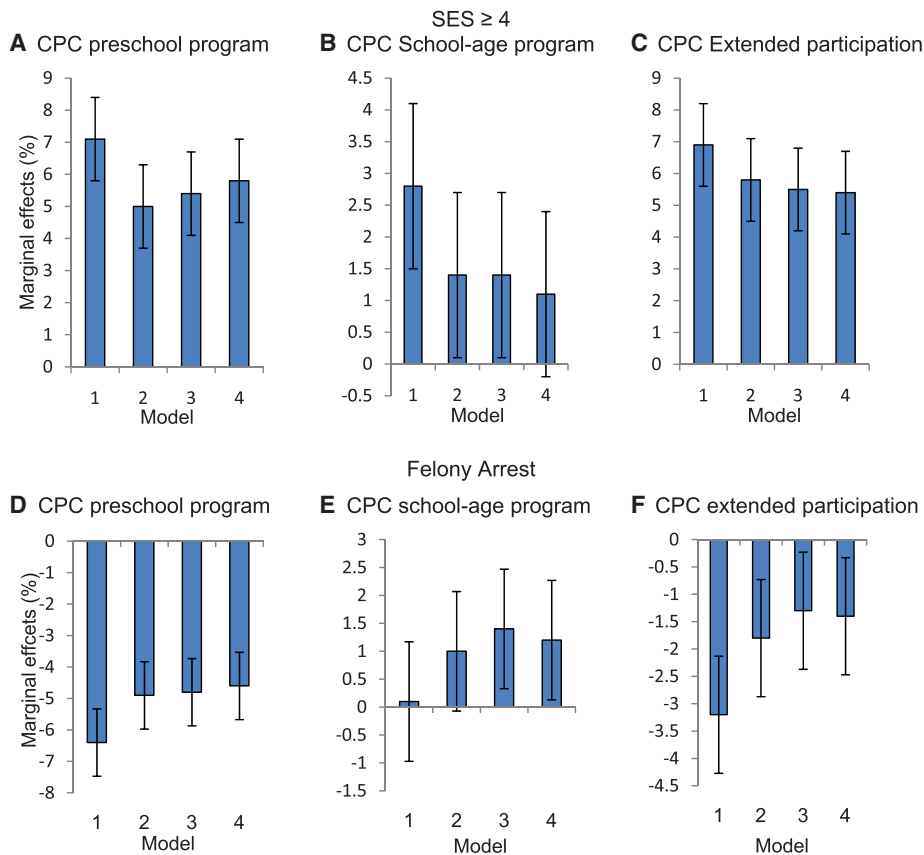 SES ≥ 4
A CPC preschool program
B CPC School-age program
C CPC Extended participation
Marginal effects (%)
9
8
7
6
5
4
3
2
1
0
1 2 3 4
Model
4.5
4
3.5
3
2.5
2
1.5
1
0.5
0
-0.5
1 2 3 4
Model
9
8
7
6
5
4
3
2
1
0
1 2 3 4
Model
Felony Arrest
D CPC preschool program
E CPC school-age program
F CPC extended participation
Marginal effcets (%)
0
-1
-2
-3
-4
-5
-6
-7
-8
1 2 3 4
Model
3
2.5
2
1.5
1
0.5
0
-0.5
-1
-1.5
1 2 3 4
Model
0
-0.5
-1
-1.5
-2
-2.5
-3
-3.5
-4
-4.5
1 2 3 4
Model